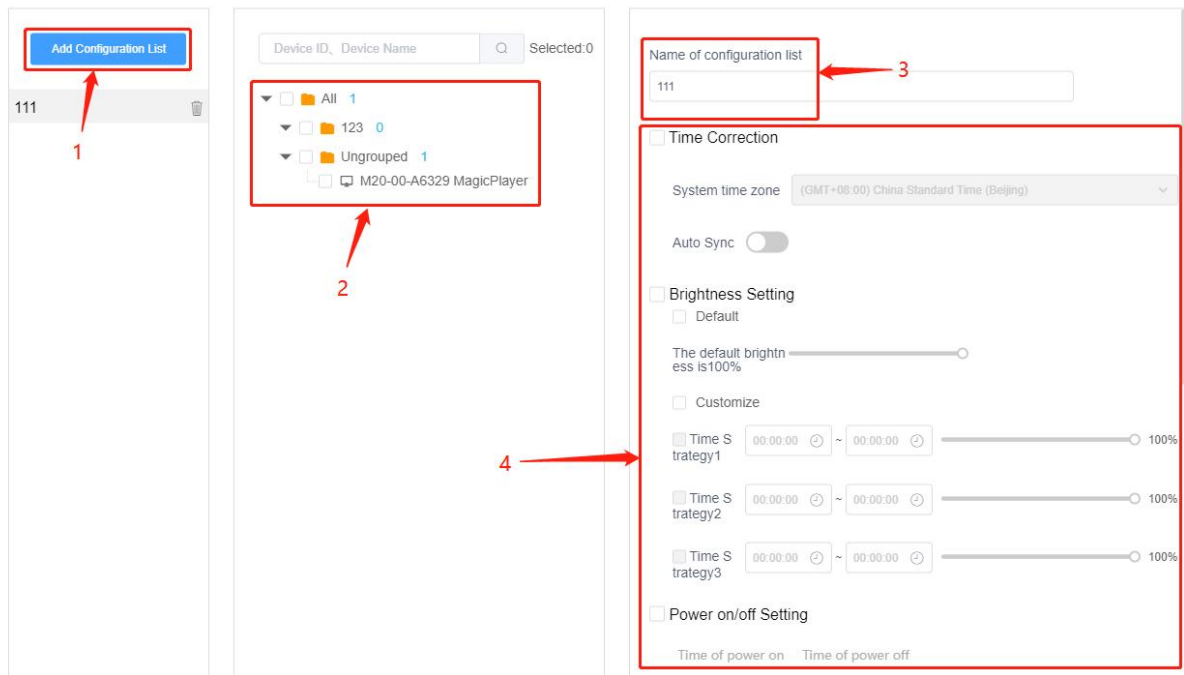 Add Configuration List
111
1
Device ID、Device Name
Selected:0
All 1
123 0
Ungrouped 1
M20-00-A6329 MagicPlayer
2
Name of configuration list
111
3
Time Correction
System time zone (GMT+08:00) China Standard Time (Beijing)
Auto Sync
Brightness Setting
Default
The default brightn
ess is100%
Customize
Time S 00:00:00 ~ 00:00:00 100%
trategy1
4
Time S 00:00:00 ~ 00:00:00 100%
trategy2
Time S 00:00:00 ~ 00:00:00 100%
trategy3
Power on/off Setting
Time of power on Time of power off